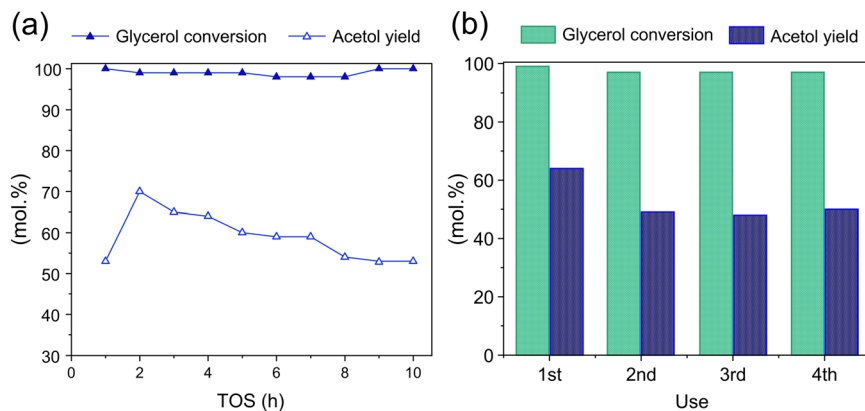 (a)
Glycerol conversion
Acetol yield
100
90
80
70
60
50
40
30
(mol.%)
0
2
4
6
8
10
TOS (h)
(b)
Glycerol conversion
Acetol yield
100
80
60
40
20
0
(mol.%)
1st
2nd
3rd
4th
Use